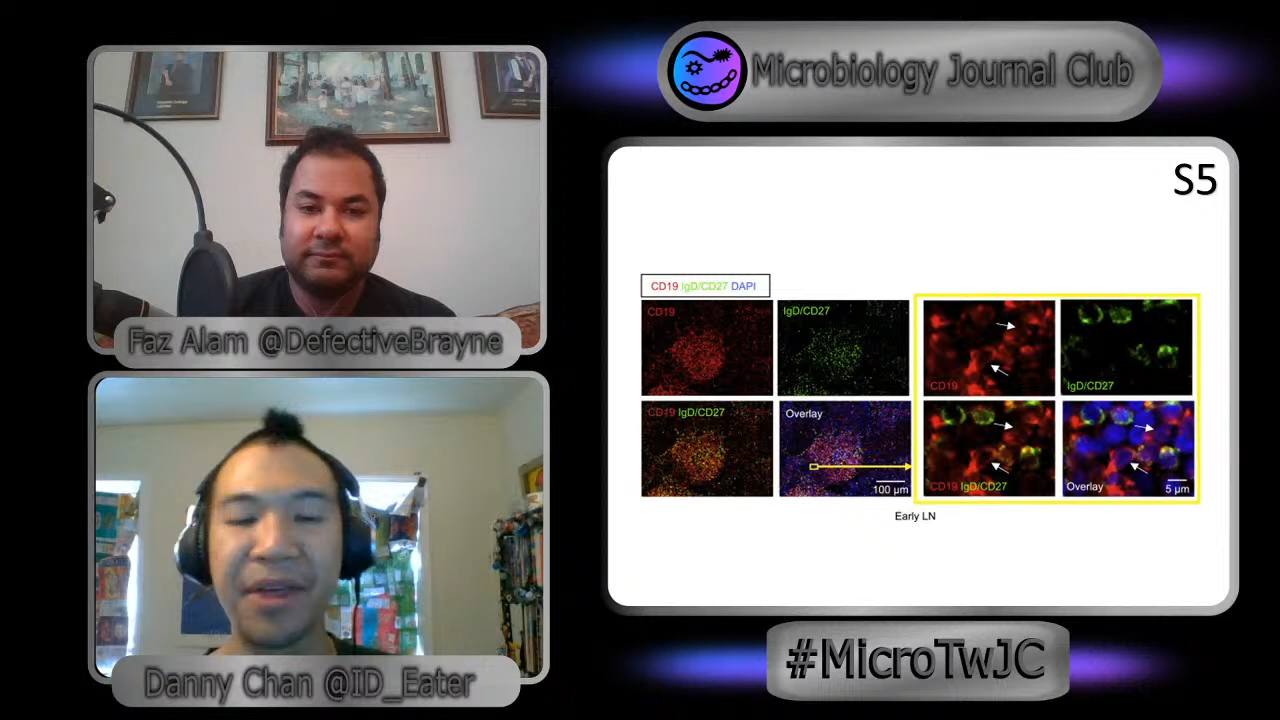 Microbiology Journal Club
Faz Alam @DefectiveBrayne
Danny Chan @ID_Eater
S5
CD19 IgD/CD27 DAPI
CD19
IgD/CD27
CD19 IgD/CD27
Overlay
100 µm
CD19
IgD/CD27
CD19 IgD/CD27
Overlay
5 µm
Early LN
#MicroTwJC